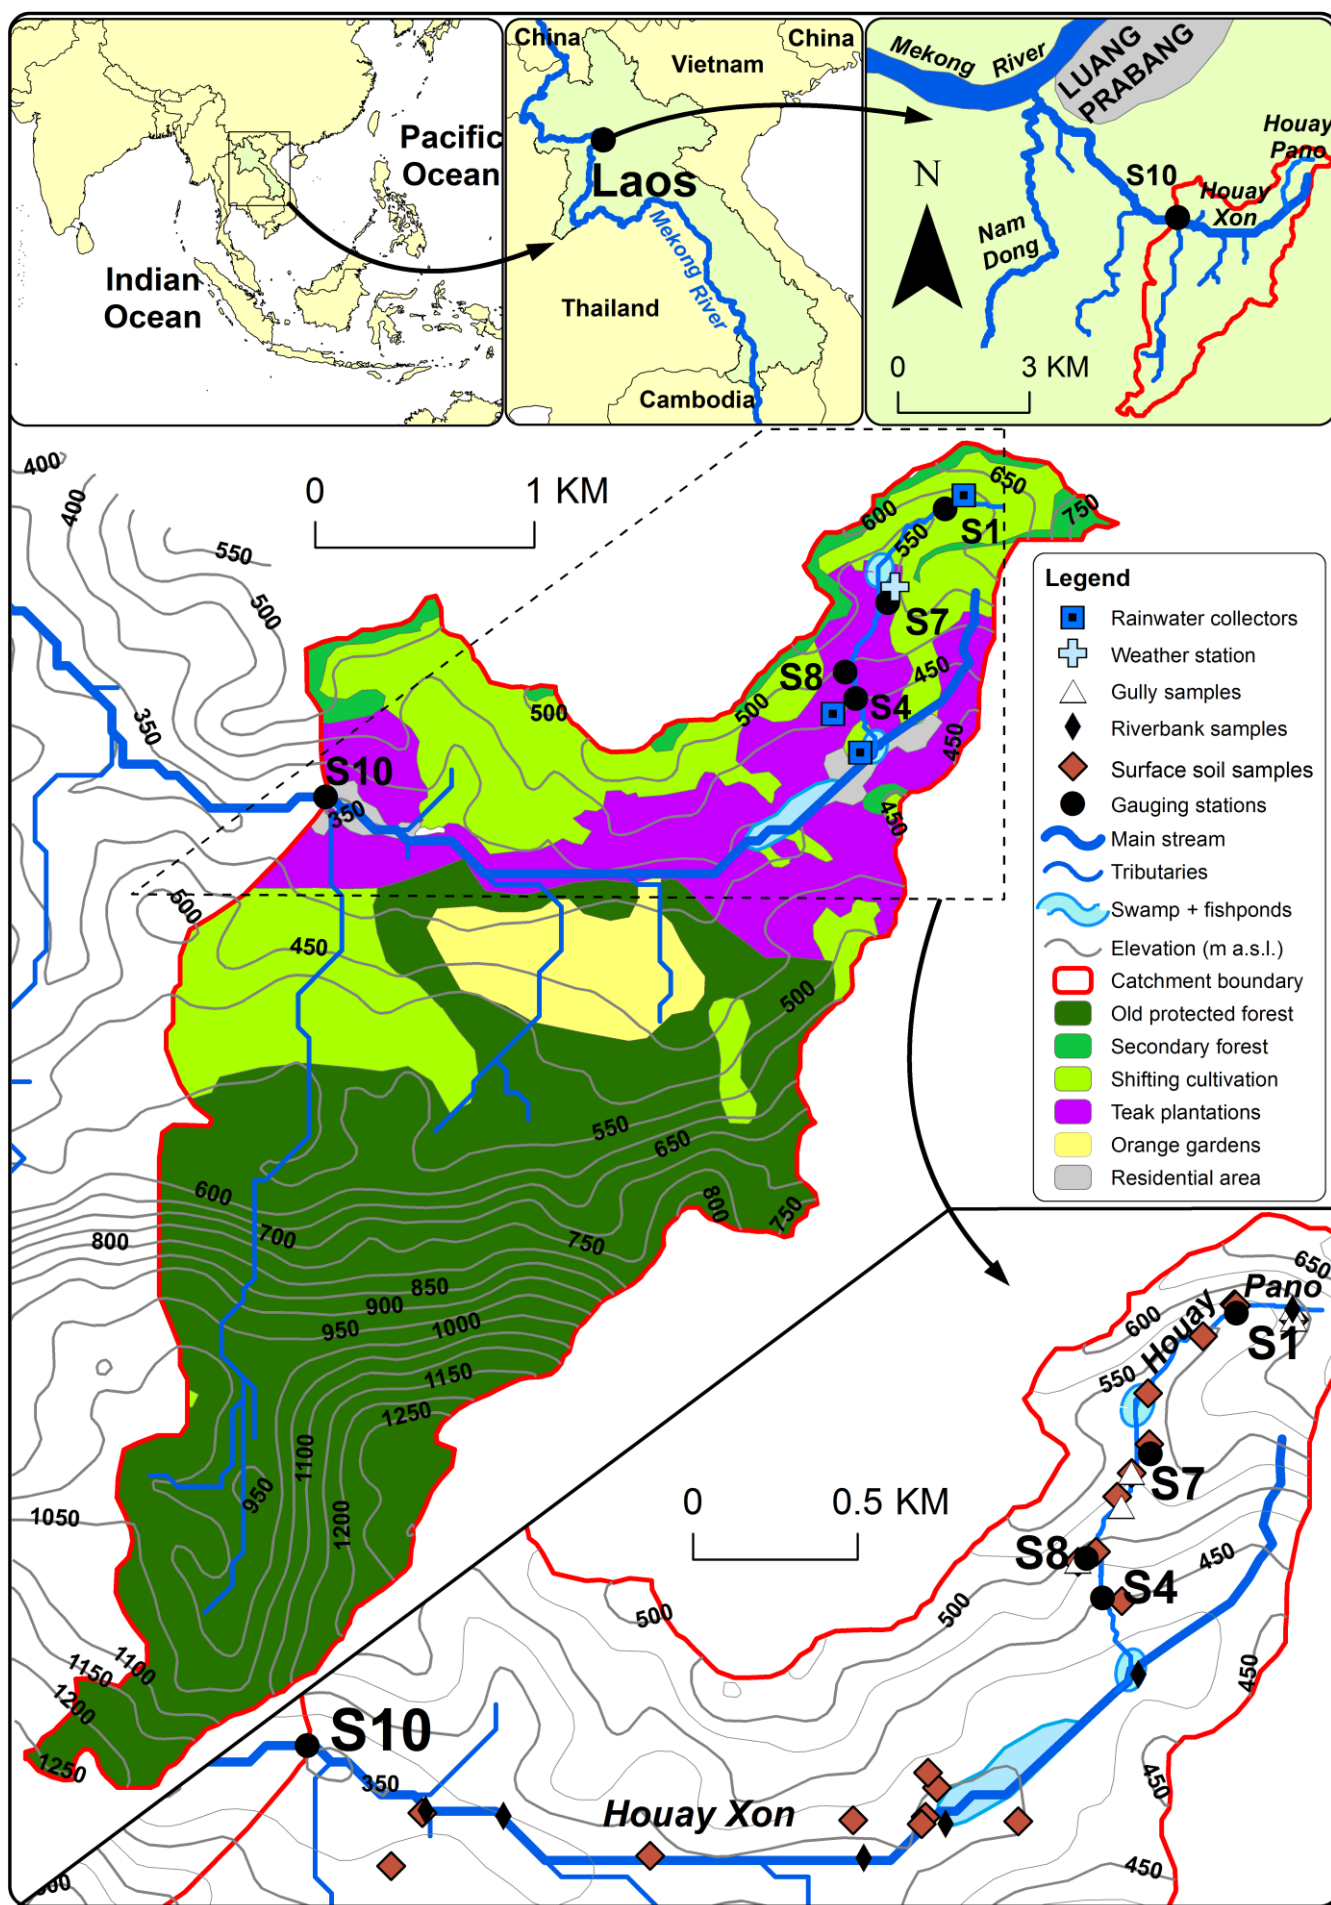 Pacific
Ocean
Indian
Ocean
China
China
Vietnam
Laos
Mekong River
Thailand
Cambodia
Mekong River
LUANG
PRABANG
N
Houay
Pano
S10
Houay
Xon
Nam
Dong
0 3 KM
400
400
550
500
350
0 1 KM
650
750
600
S1
550
S7
450
S8
S4
500
500
450
450
S10
350
500
450
500
550
650
600
700
800
750
800
750
850
900
950
1000
1150
1250
1100
950
1200
1050
1100
1150
1200
1250
Legend
Rainwater collectors
Weather station
Gully samples
Riverbank samples
Surface soil samples
Gauging stations
Main stream
Tributaries
Swamp + fishponds
Elevation (m a.s.l.)
Catchment boundary
Old protected forest
Secondary forest
Shifting cultivation
Teak plantations
Orange gardens
Residential area
650
Houay Pano
600
S1
550
S7
0 0.5 KM
S8
450
S4
500
500
450
S10
350
450
Houay Xon
450